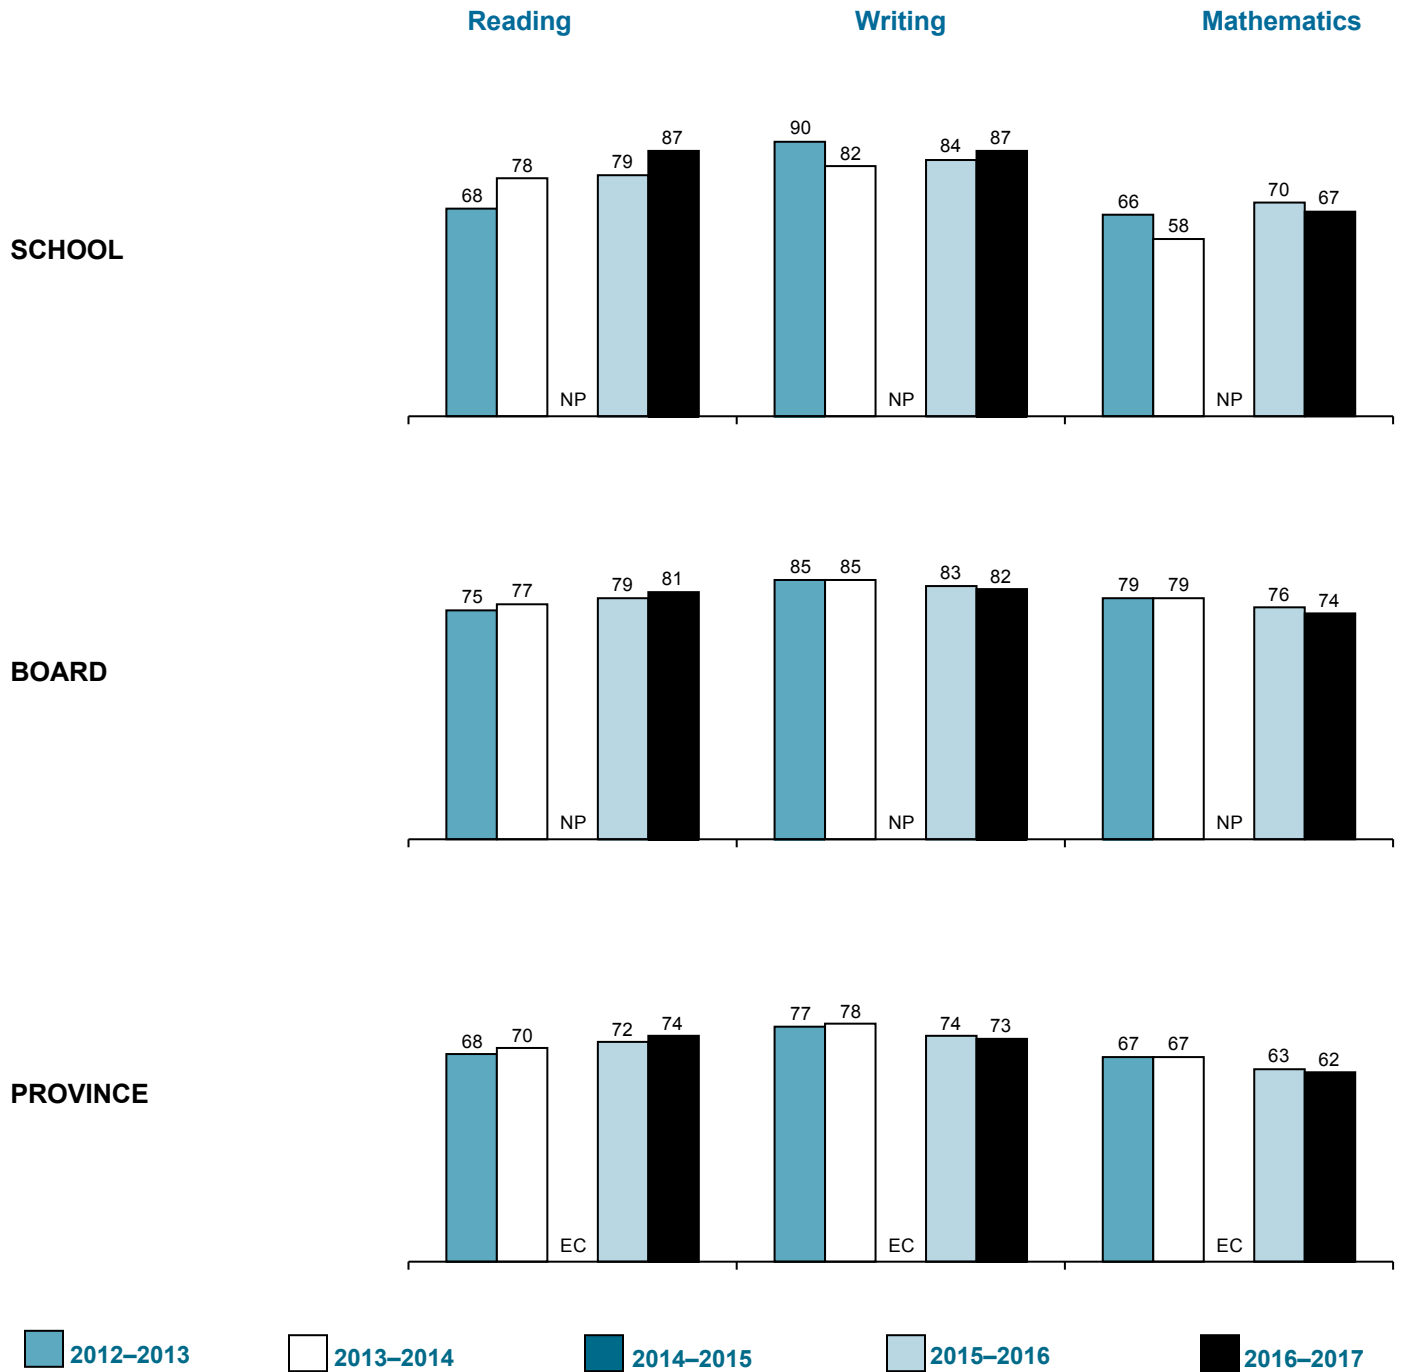 Reading Writing Mathematics
SCHOOL
68 78 NP 79 87 90 82 NP 84 87 66 58 NP 70 67
BOARD
75 77 NP 79 81 85 85 NP 83 82 79 79 NP 76 74
PROVINCE
68 70 EC 72 74 77 78 EC 74 73 67 67 EC 63 62
2012–2013 2013–2014 2014–2015 2015–2016 2016–2017